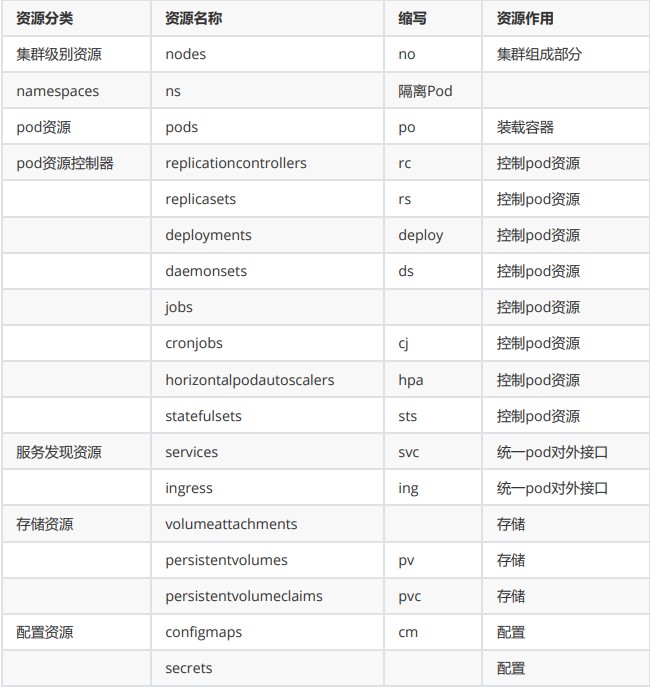 资源分类 资源名称 缩写 资源作用
集群级别资源 nodes no 集群组成部分
namespaces ns 隔离Pod
pod资源 pods po 装载容器
pod资源控制器 replicationcontrollers rc 控制pod资源
replicasets rs 控制pod资源
deployments deploy 控制pod资源
daemonsets ds 控制pod资源
jobs 控制pod资源
cronjobs cj 控制pod资源
horizontalpodautoscalers hpa 控制pod资源
statefulsets sts 控制pod资源
服务发现资源 services svc 统一pod对外接口
ingress ing 统一pod对外接口
存储资源 volumeattachments 存储
persistentvolumes pv 存储
persistentvolumeclaims pvc 存储
配置资源 configmaps cm 配置
secrets 配置